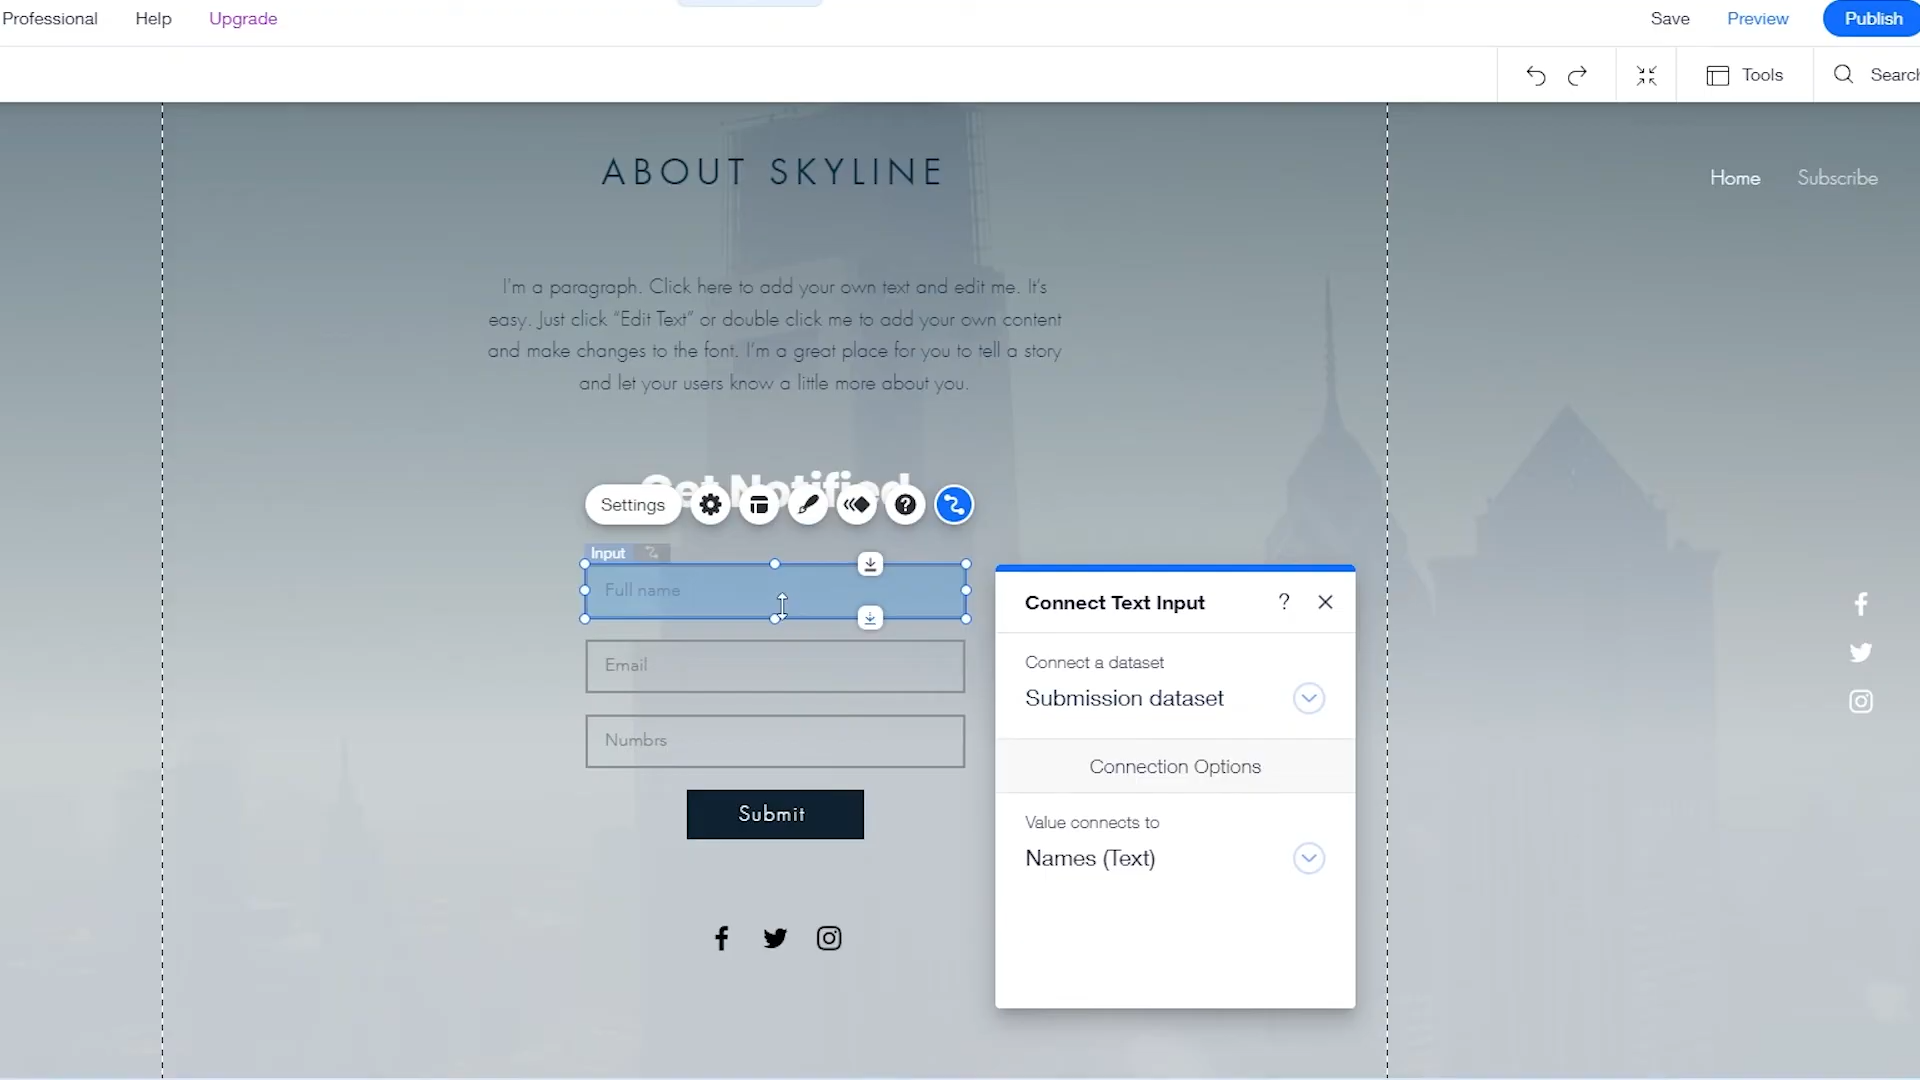 Professional Help Upgrade Save Preview Publish
Tools Search
ABOUT SKYLINE
Home Subscribe
I'm a paragraph. Click here to add your own text and edit me. It's
easy. Just click "Edit Text" or double click me to add your own content
and make changes to the font. I'm a great place for you to tell a story
and let your users know a little more about you.
Get Notified
Settings
Input
Full name
Email
Numbrs
Submit
Connect Text Input ?
Connect a dataset
Submission dataset
Connection Options
Value connects to
Names (Text)